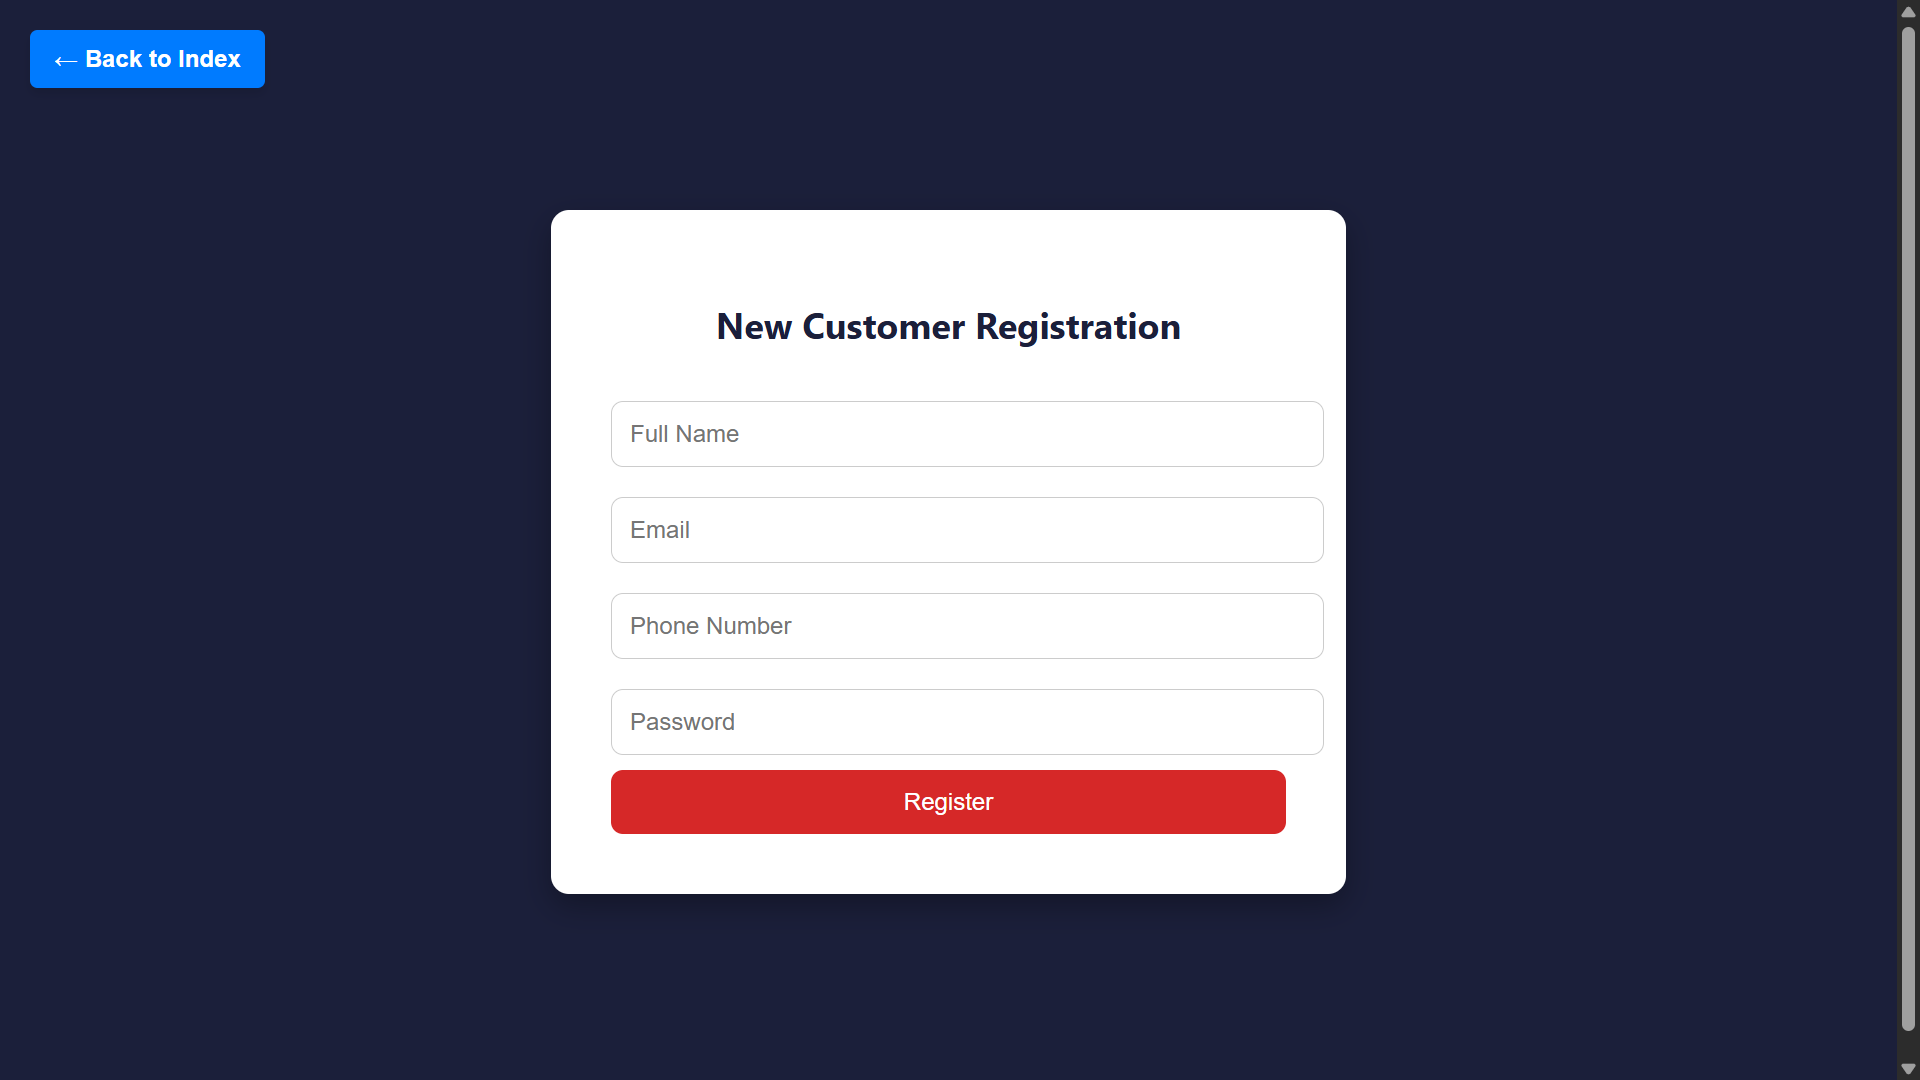 ← Back to Index
New Customer Registration
Full Name
Email
Phone Number
Password
Register